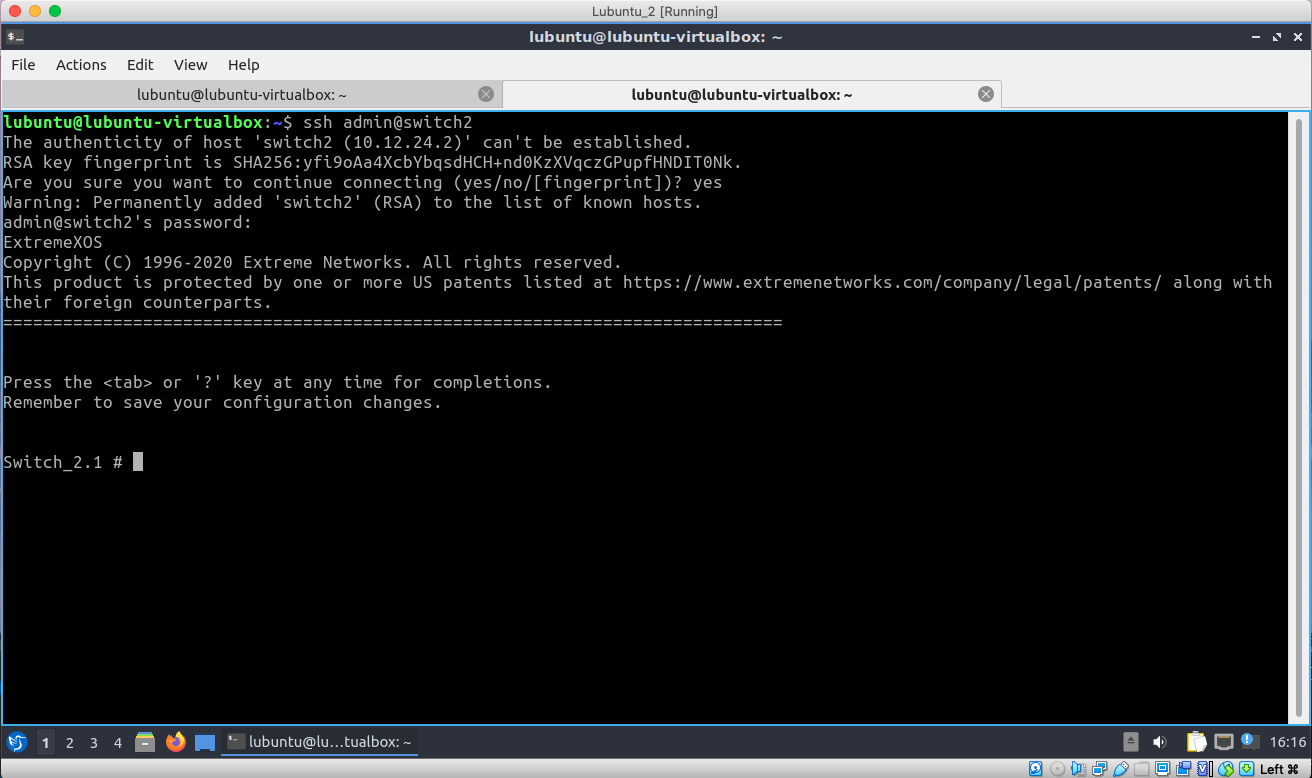 Lubuntu_2 [Running]
lubuntu@lubuntu-virtualbox: ~
File Actions Edit View Help
lubuntu@lubuntu-virtualbox: ~ lubuntu@lubuntu-virtualbox: ~
lubuntu@lubuntu-virtualbox:~$ ssh admin@switch2
The authenticity of host 'switch2 (10.12.24.2)' can't be established.
RSA key fingerprint is SHA256:yfi9oAa4XcbYbqsdHCH+nd0KzXVqczGPupfHNDIT0Nk.
Are you sure you want to continue connecting (yes/no/[fingerprint])? yes
Warning: Permanently added 'switch2' (RSA) to the list of known hosts.
admin@switch2's password:
ExtremeXOS
Copyright (C) 1996-2020 Extreme Networks. All rights reserved.
This product is protected by one or more US patents listed at https://www.extremenetworks.com/company/legal/patents/ along with
their foreign counterparts.
==============================================================================
Press the <tab> or '?' key at any time for completions.
Remember to save your configuration changes.
Switch_2.1 #
1 2 3 4 lubuntu@lu…tualbox: ~ 16:16
Left ⌘